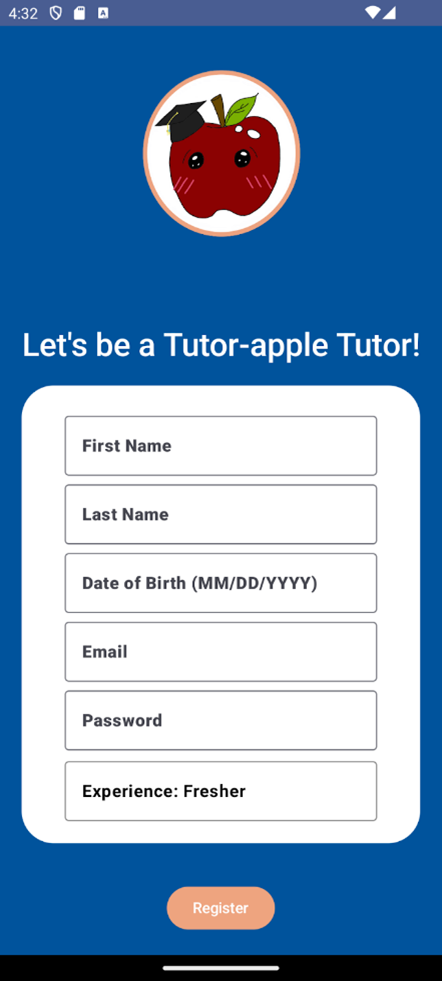 4:32
A
Let's be a Tutor-apple Tutor!
First Name
Last Name
Date of Birth (MM/DD/YYYY)
Email
Password
Experience: Fresher
Register